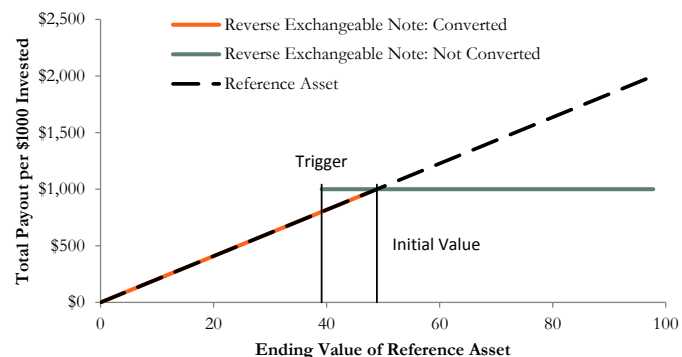 $2,500
$2,000
$1,500
$1,000
$500
$0
Total Payout per $1000 Invested
Reverse Exchangeable Note: Converted
Reverse Exchangeable Note: Not Converted
Reference Asset
Trigger
Initial Value
0 20 40 60 80 100
Ending Value of Reference Asset